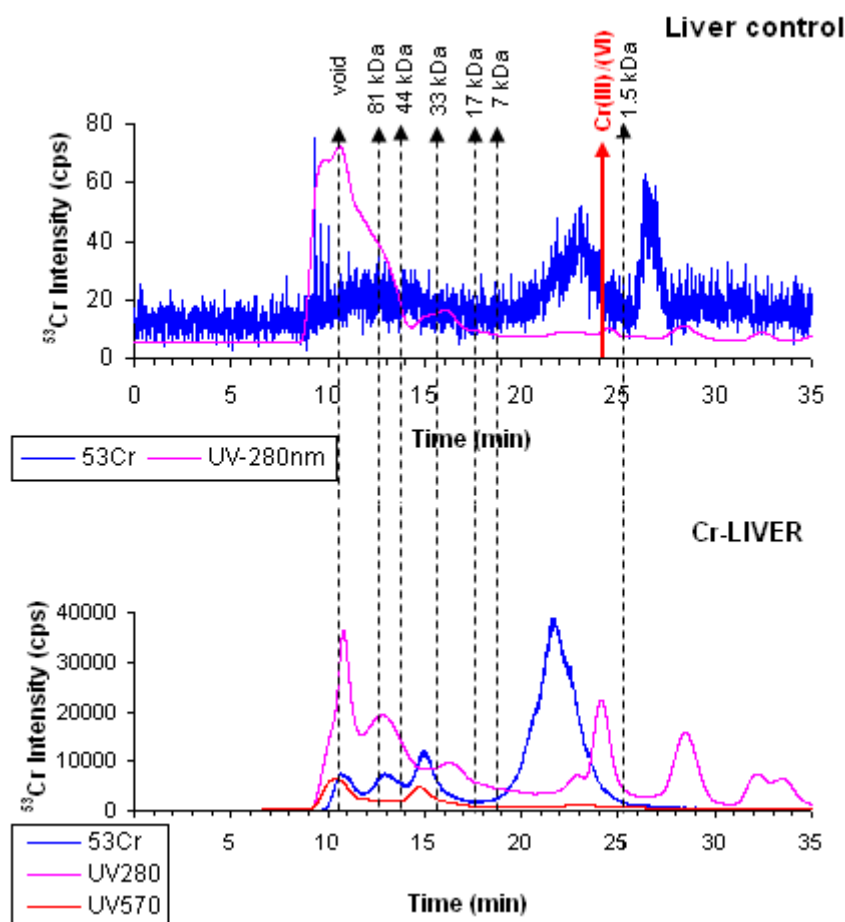 Liver control
void
81 kDa
44 kDa
33 kDa
17 kDa
7 kDa
Cr(III)/(VI)
1.5 kDa
53Cr Intensity (cps)
80
60
40
20
0
0 5 10 15 20 25 30 35
Time (min)
53Cr UV-280nm
Cr-LIVER
53Cr Intensity (cps)
40000
30000
20000
10000
0
5 10 15 20 25 30 35
Time (min)
53Cr
UV280
UV570